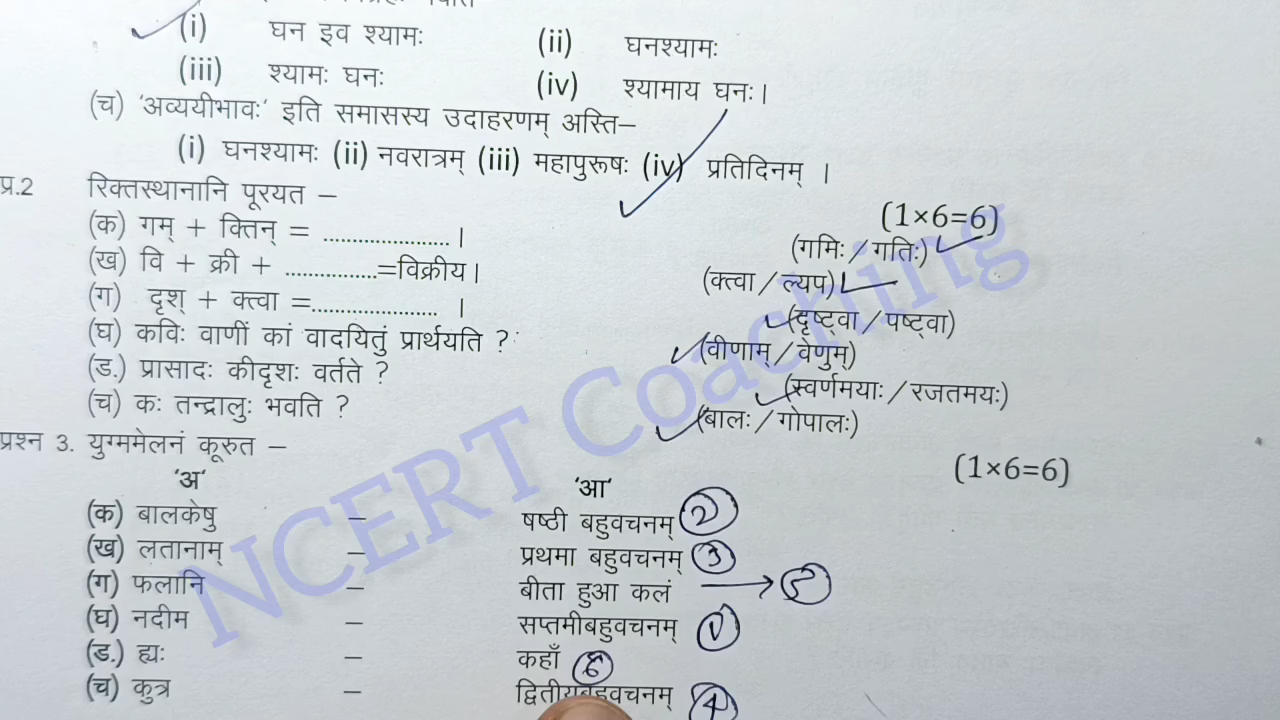 (i) घन इव श्यामः (ii) घनश्यामः
(iii) श्यामः घनः (iv) श्यामाय घनः।
(च) 'अव्ययीभावः' इति समासस्य उदाहरणम् अस्ति–
(i) घनश्यामः (ii) नवरात्रम् (iii) महापुरूषः (iv) प्रतिदिनम् ।
प्र.2 रिक्तस्थानानि पूरयत – (1×6=6)
(क) गम् + क्तिन् = ..................... । (गमिः / गतिः)
(ख) वि + क्री + ...............=विक्रीय। (क्त्वा / ल्यप)
(ग) दृश् + क्त्वा =..................... । (दृष्ट्वा / पष्ट्वा)
(घ) कविः वाणीं कां वादयितुं प्रार्थयति ? (वीणाम् / वेणुम्)
(ड.) प्रासादः कीदृशः वर्तते ? (स्वर्णमयाः / रजतमयः)
(च) कः तन्द्रालुः भवति ? (बालः / गोपालः)
प्रश्न 3. युग्ममेलनं कूरुत – (1×6=6)
'अ' 'आ'
(क) बालकेषु – षष्ठी बहुवचनम् 2
(ख) लतानाम् – प्रथमा बहुवचनम् 3
(ग) फलानि – बीता हुआ कलं → 5
(घ) नदीम – सप्तमीबहुवचनम् 1
(ड.) ह्यः – कहाँ ६
(च) कुत्र – द्वितीयबहुवचनम् 4
NCERT Coaching